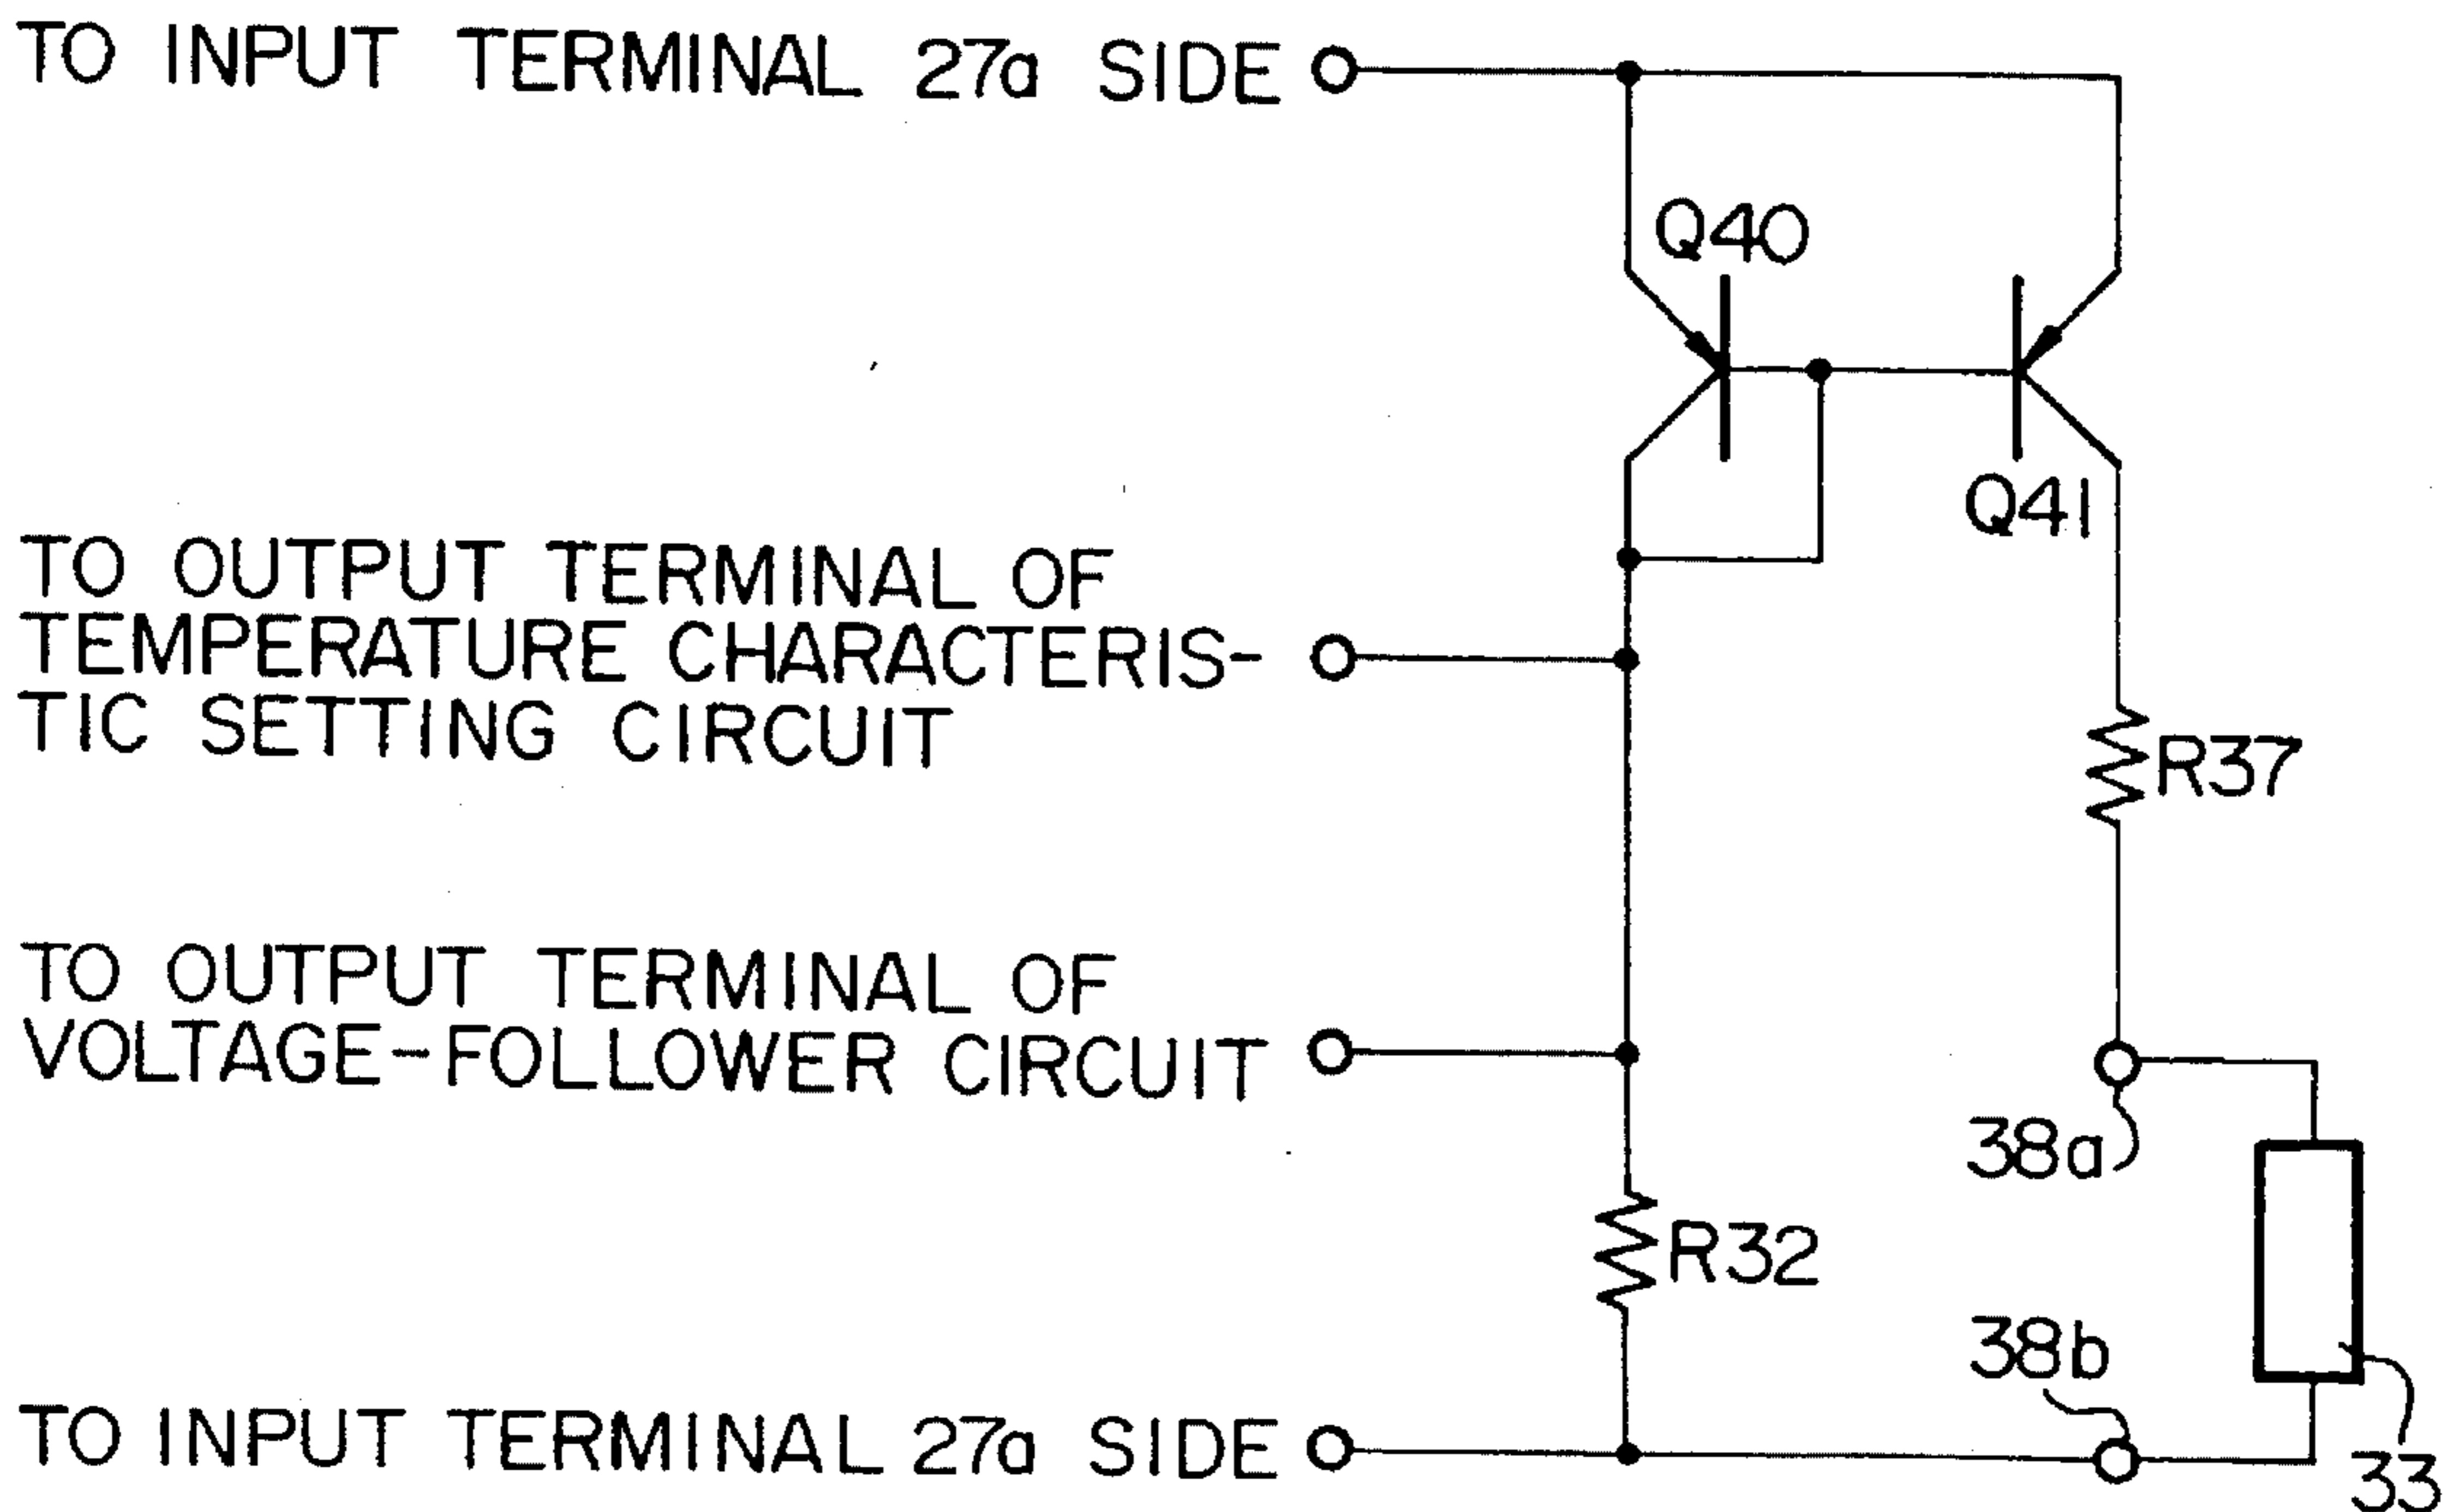 TO INPUT TERMINAL 27a SIDE
Q40
Q41
TO OUTPUT TERMINAL OF
TEMPERATURE CHARACTERIS-
TIC SETTING CIRCUIT
R37
TO OUTPUT TERMINAL OF
VOLTAGE-FOLLOWER CIRCUIT
38a
R32
38b
TO INPUT TERMINAL 27a SIDE
33